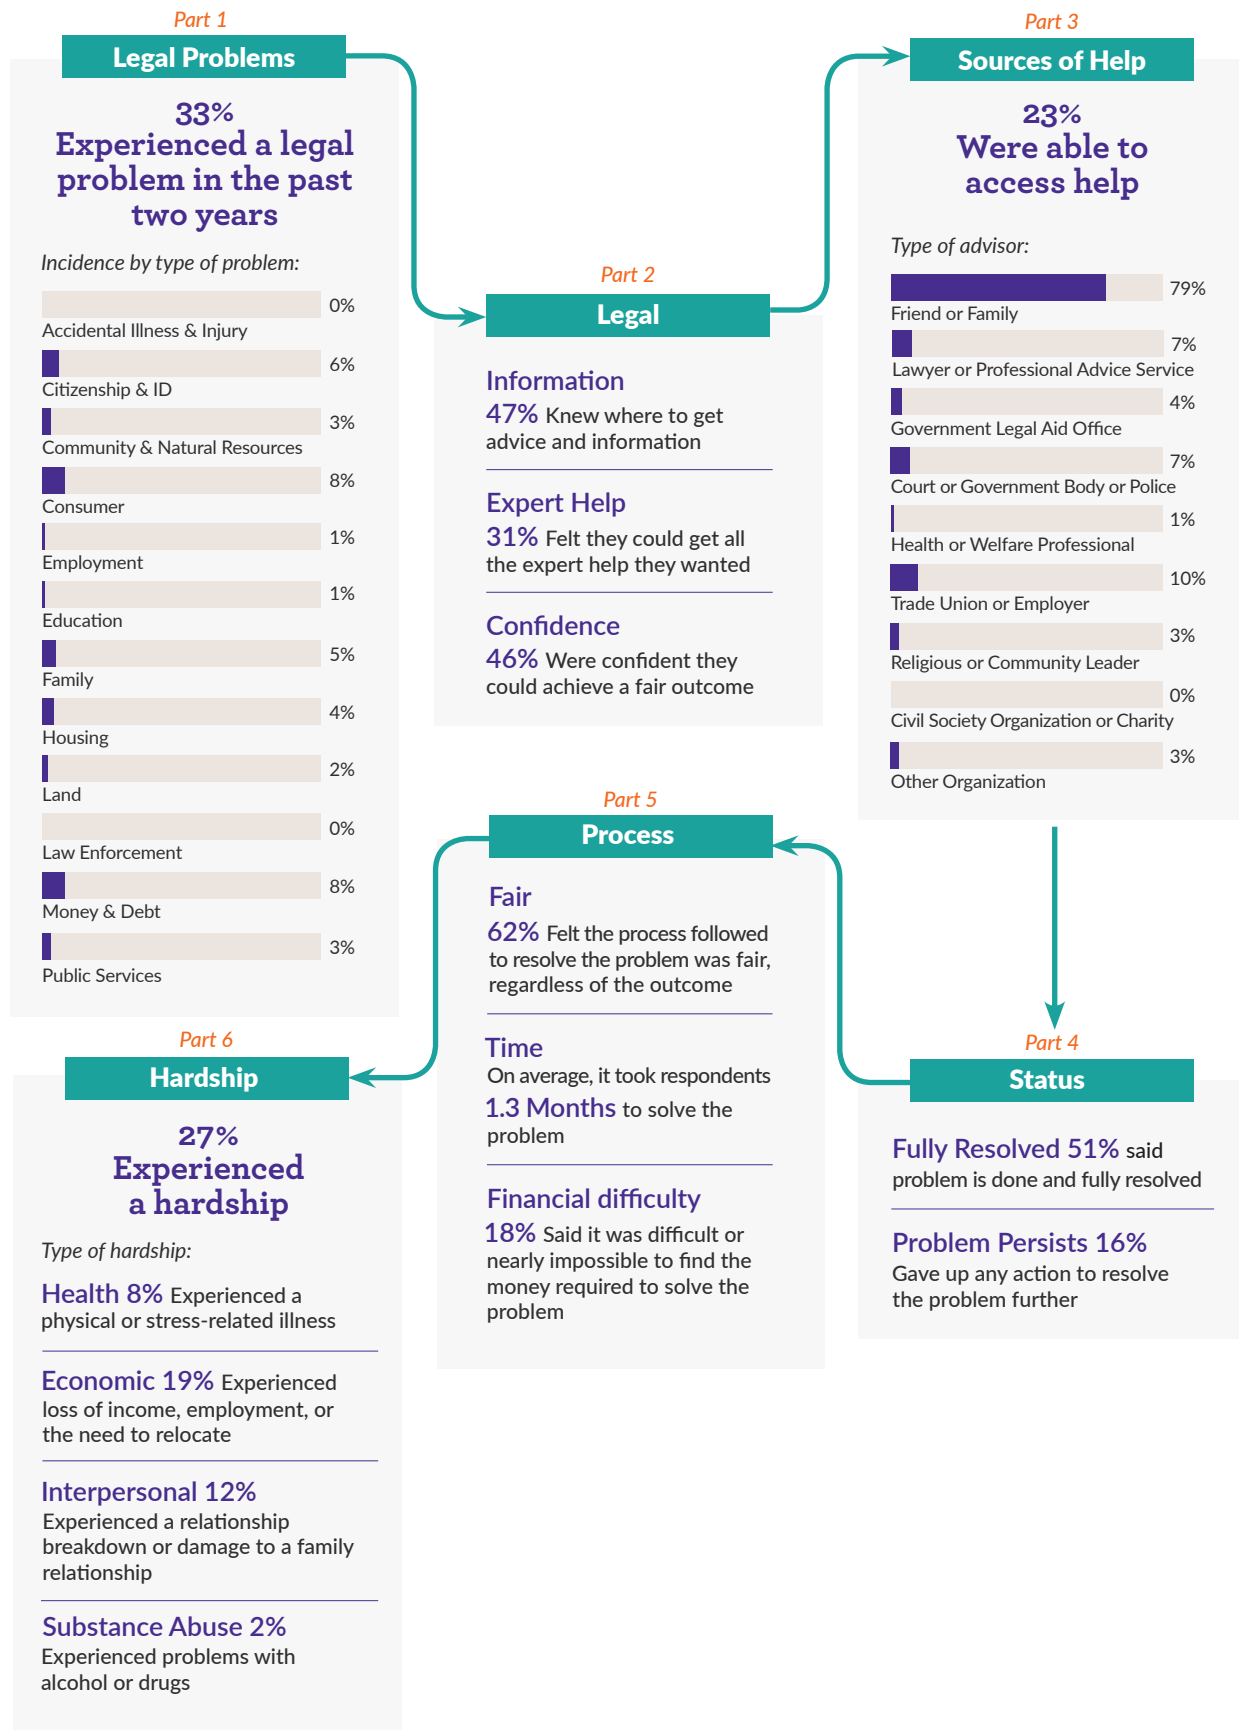 Part 1
Legal Problems
33%
Experienced a legal
problem in the past
two years
Incidence by type of problem:
0%
Accidental Illness & Injury
6%
Citizenship & ID
3%
Community & Natural Resources
8%
Consumer
1%
Employment
1%
Education
5%
Family
4%
Housing
2%
Land
0%
Law Enforcement
8%
Money & Debt
3%
Public Services
Part 2
Legal
Information
47% Knew where to get
advice and information
Expert Help
31% Felt they could get all
the expert help they wanted
Confidence
46% Were confident they
could achieve a fair outcome
Part 3
Sources of Help
23%
Were able to
access help
Type of advisor:
79%
Friend or Family
7%
Lawyer or Professional Advice Service
4%
Government Legal Aid Office
7%
Court or Government Body or Police
1%
Health or Welfare Professional
10%
Trade Union or Employer
3%
Religious or Community Leader
0%
Civil Society Organization or Charity
3%
Other Organization
Part 4
Status
Fully Resolved 51% said
problem is done and fully resolved
Problem Persists 16%
Gave up any action to resolve
the problem further
Part 5
Process
Fair
62% Felt the process followed
to resolve the problem was fair,
regardless of the outcome
Time
On average, it took respondents
1.3 Months to solve the
problem
Financial difficulty
18% Said it was difficult or
nearly impossible to find the
money required to solve the
problem
Part 6
Hardship
27%
Experienced
a hardship
Type of hardship:
Health 8% Experienced a
physical or stress-related illness
Economic 19% Experienced
loss of income, employment, or
the need to relocate
Interpersonal 12%
Experienced a relationship
breakdown or damage to a family
relationship
Substance Abuse 2%
Experienced problems with
alcohol or drugs